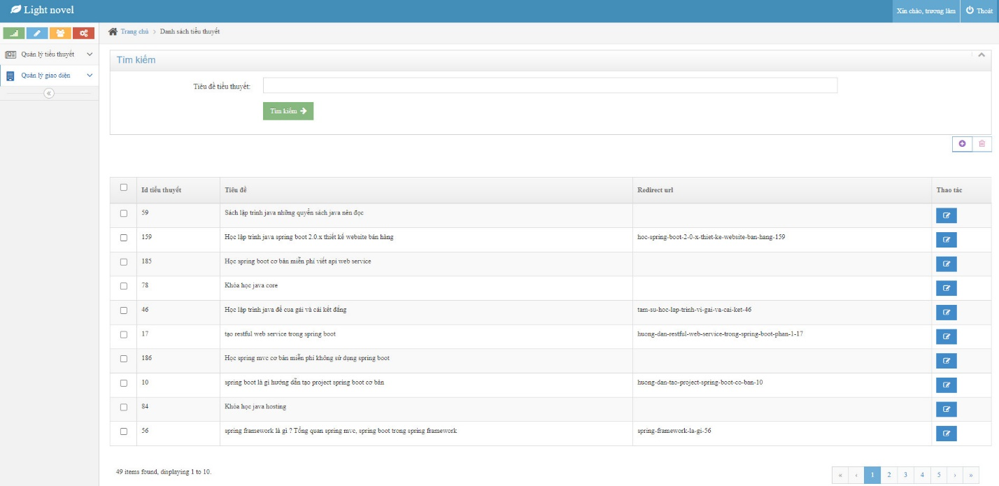 Light novel
Xin chào, trương lâm
Thoát
Trang chủ
Danh sách tiểu thuyết
Quản lý tiểu thuyết
Quản lý giao diện
Tìm kiếm
Tiêu đề tiểu thuyết:
Tìm kiếm
Id tiểu thuyết Tiêu đề Redirect url Thao tác
59 Sách lập trình java những quyển sách java nên đọc
159 Học lập trình java spring boot 2.0.x thiết kế website bán hàng hoc-spring-boot-2-0-x-thiet-ke-website-ban-hang-159
185 Học spring boot cơ bản miễn phí viết api web service
78 Khóa học java core
46 Học lập trình java để cua gái và cái kết đắng tam-su-hoc-lap-trinh-vi-gai-va-cai-ket-46
17 tạo restful web service trong spring boot huong-dan-restful-web-service-trong-spring-boot-phan-1-17
186 Học spring mvc cơ bản miễn phí không sử dụng spring boot
10 spring boot là gì hướng dẫn tạo project spring boot cơ bản huong-dan-tao-project-spring-boot-co-ban-10
84 Khóa học java hosting
56 spring framework là gì ? Tổng quan spring mvc, spring boot trong spring framework spring-framework-la-gi-56
49 items found, displaying 1 to 10.
« ‹ 1 2 3 4 5 › »